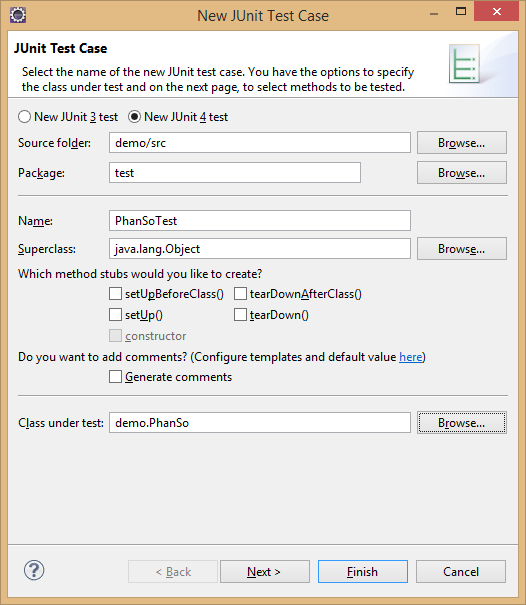 New JUnit Test Case
JUnit Test Case
Select the name of the new JUnit test case. You have the options to specify
the class under test and on the next page, to select methods to be tested.
New JUnit 3 test New JUnit 4 test
Source folder: demo/src Browse...
Package: test Browse...
Name: PhanSoTest
Superclass: java.lang.Object Browse...
Which method stubs would you like to create?
setUpBeforeClass() tearDownAfterClass()
setUp() tearDown()
constructor
Do you want to add comments? (Configure templates and default value here)
Generate comments
Class under test: demo.PhanSo Browse...
? < Back Next > Finish Cancel